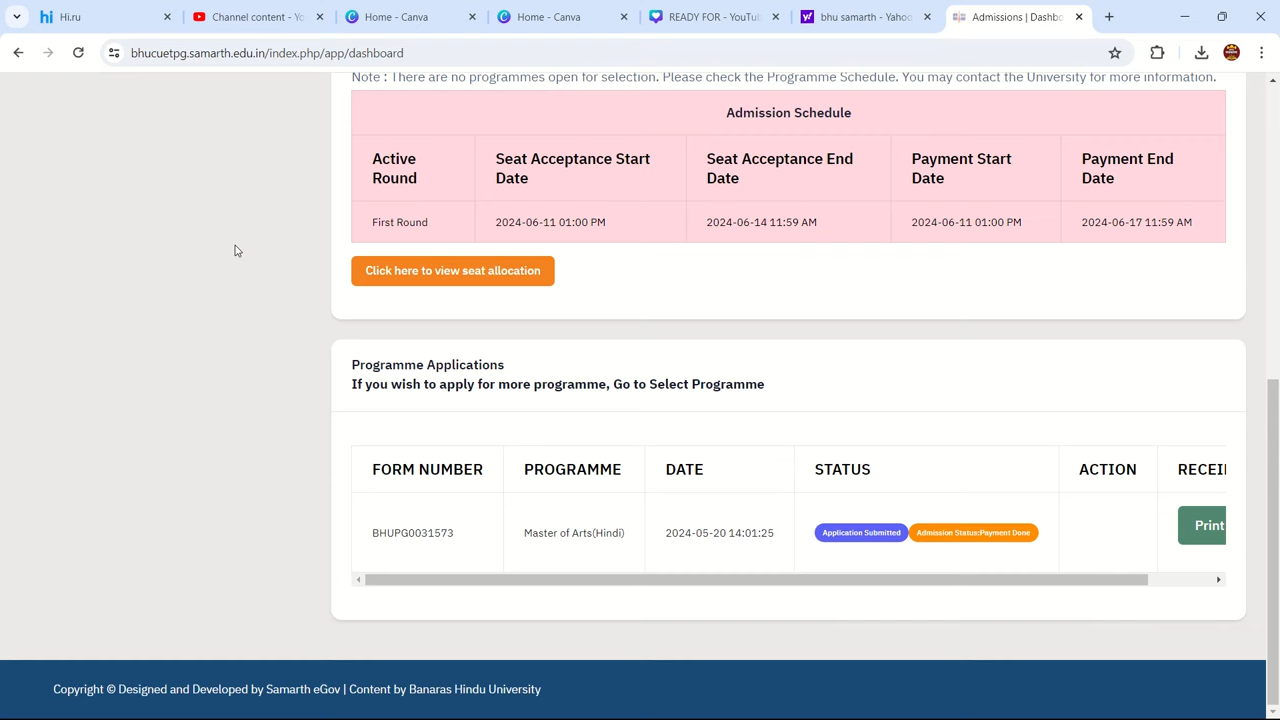 Hi.ru
Channel content - Yo
Home - Canva
Home - Canva
READY FOR - YouTu
bhu samarth - Yahoo
Admissions | Dashbo
bhucuetpg.samarth.edu.in/index.php/app/dashboard
Note : There are no programmes open for selection. Please check the Programme Schedule. You may contact the University for more information.
Admission Schedule
Active Round
Seat Acceptance Start Date
Seat Acceptance End Date
Payment Start Date
Payment End Date
First Round
2024-06-11 01:00 PM
2024-06-14 11:59 AM
2024-06-11 01:00 PM
2024-06-17 11:59 AM
Click here to view seat allocation
Programme Applications
If you wish to apply for more programme, Go to Select Programme
FORM NUMBER
PROGRAMME
DATE
STATUS
ACTION
RECEI
BHUPG0031573
Master of Arts(Hindi)
2024-05-20 14:01:25
Application Submitted
Admission Status:Payment Done
Print
Copyright © Designed and Developed by Samarth eGov | Content by Banaras Hindu University